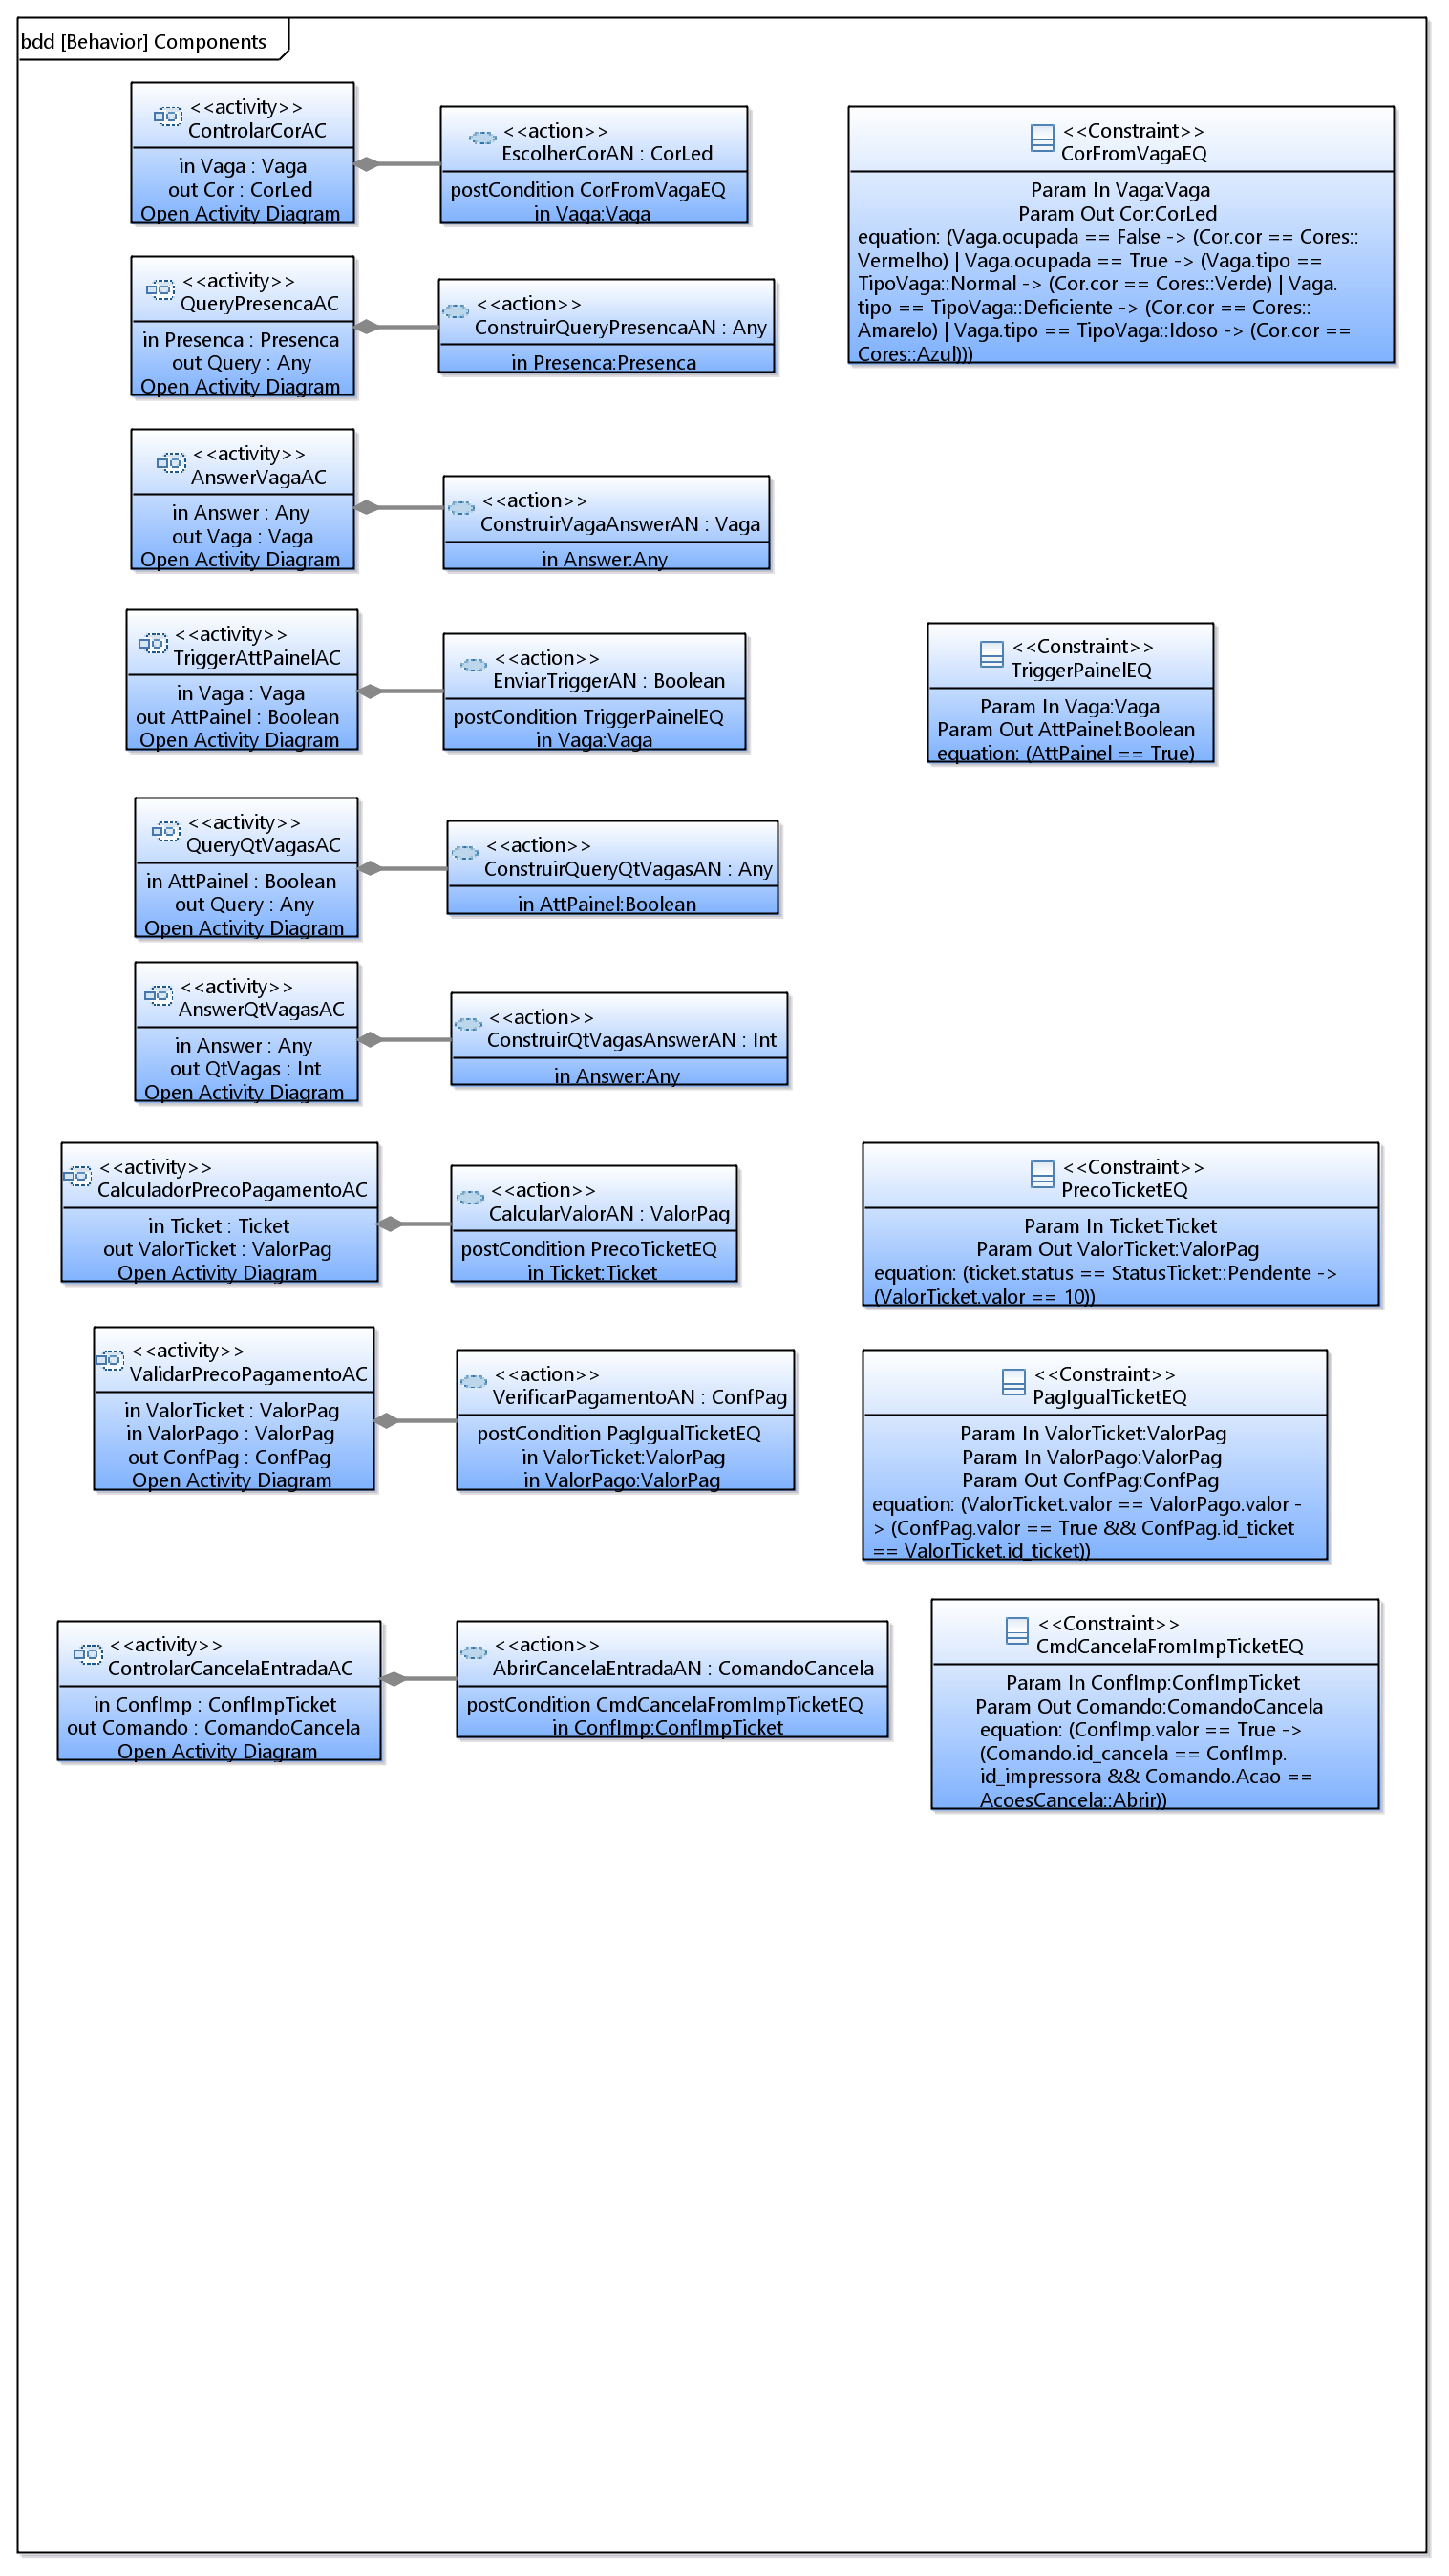 bdd [Behavior] Components
<<activity>>
ControlarCorAC
in Vaga : Vaga
out Cor : CorLed
Open Activity Diagram
<<action>>
EscolherCorAN : CorLed
postCondition CorFromVagaEQ
in Vaga:Vaga
<<Constraint>>
CorFromVagaEQ
Param In Vaga:Vaga
Param Out Cor:CorLed
equation: (Vaga.ocupada == False -> (Cor.cor == Cores::
Vermelho) | Vaga.ocupada == True -> (Vaga.tipo ==
TipoVaga::Normal -> (Cor.cor == Cores::Verde) | Vaga.
tipo == TipoVaga::Deficiente -> (Cor.cor == Cores::
Amarelo) | Vaga.tipo == TipoVaga::Idoso -> (Cor.cor ==
Cores::Azul)))
<<activity>>
QueryPresencaAC
in Presenca : Presenca
out Query : Any
Open Activity Diagram
<<action>>
ConstruirQueryPresencaAN : Any
in Presenca:Presenca
<<activity>>
AnswerVagaAC
in Answer : Any
out Vaga : Vaga
Open Activity Diagram
<<action>>
ConstruirVagaAnswerAN : Vaga
in Answer:Any
<<activity>>
TriggerAttPainelAC
in Vaga : Vaga
out AttPainel : Boolean
Open Activity Diagram
<<action>>
EnviarTriggerAN : Boolean
postCondition TriggerPainelEQ
in Vaga:Vaga
<<Constraint>>
TriggerPainelEQ
Param In Vaga:Vaga
Param Out AttPainel:Boolean
equation: (AttPainel == True)
<<activity>>
QueryQtVagasAC
in AttPainel : Boolean
out Query : Any
Open Activity Diagram
<<action>>
ConstruirQueryQtVagasAN : Any
in AttPainel:Boolean
<<activity>>
AnswerQtVagasAC
in Answer : Any
out QtVagas : Int
Open Activity Diagram
<<action>>
ConstruirQtVagasAnswerAN : Int
in Answer:Any
<<activity>>
CalculadorPrecoPagamentoAC
in Ticket : Ticket
out ValorTicket : ValorPag
Open Activity Diagram
<<action>>
CalcularValorAN : ValorPag
postCondition PrecoTicketEQ
in Ticket:Ticket
<<Constraint>>
PrecoTicketEQ
Param In Ticket:Ticket
Param Out ValorTicket:ValorPag
equation: (ticket.status == StatusTicket::Pendente ->
(ValorTicket.valor == 10))
<<activity>>
ValidarPrecoPagamentoAC
in ValorTicket : ValorPag
in ValorPago : ValorPag
out ConfPag : ConfPag
Open Activity Diagram
<<action>>
VerificarPagamentoAN : ConfPag
postCondition PagIgualTicketEQ
in ValorTicket:ValorPag
in ValorPago:ValorPag
<<Constraint>>
PagIgualTicketEQ
Param In ValorTicket:ValorPag
Param In ValorPago:ValorPag
Param Out ConfPag:ConfPag
equation: (ValorTicket.valor == ValorPago.valor -
> (ConfPag.valor == True && ConfPag.id_ticket
== ValorTicket.id_ticket))
<<activity>>
ControlarCancelaEntradaAC
in ConfImp : ConfImpTicket
out Comando : ComandoCancela
Open Activity Diagram
<<action>>
AbrirCancelaEntradaAN : ComandoCancela
postCondition CmdCancelaFromImpTicketEQ
in ConfImp:ConfImpTicket
<<Constraint>>
CmdCancelaFromImpTicketEQ
Param In ConfImp:ConfImpTicket
Param Out Comando:ComandoCancela
equation: (ConfImp.valor == True ->
(Comando.id_cancela == ConfImp.
id_impressora && Comando.Acao ==
AcoesCancela::Abrir))